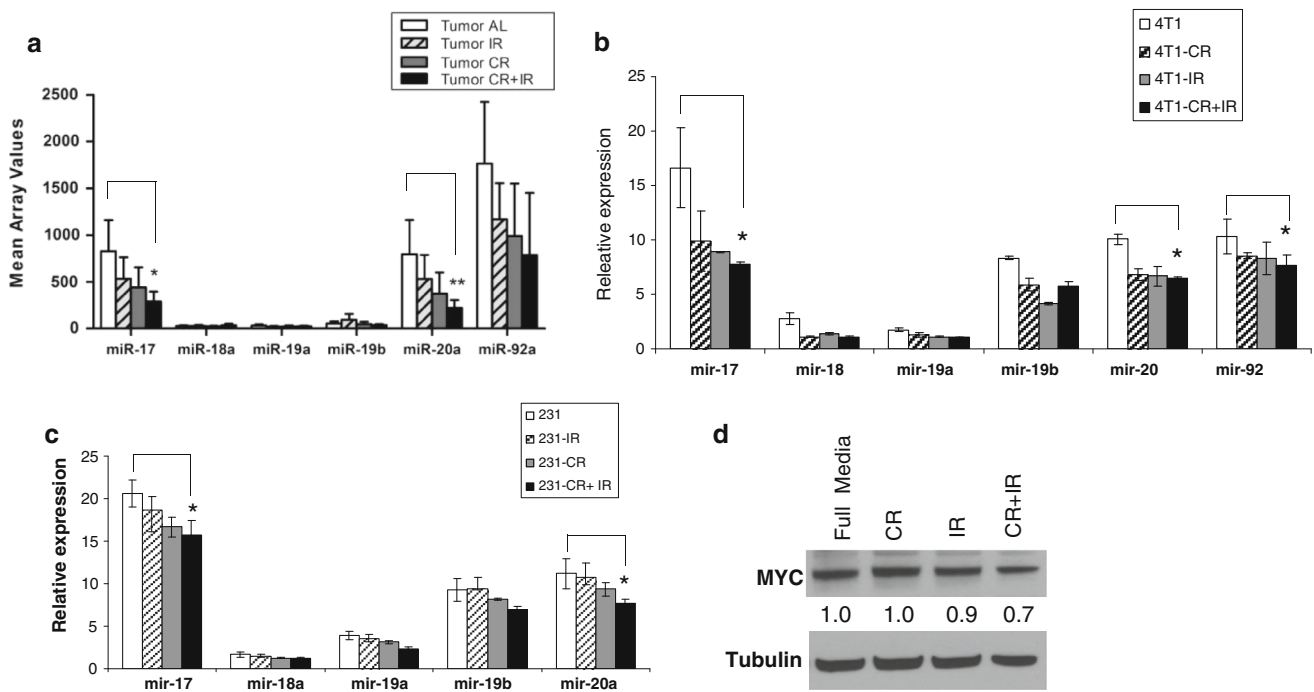 a
Tumor AL
Tumor IR
Tumor CR
Tumor CR+IR
Mean Array Values
2500
2000
1500
1000
500
0
*
**
miR-17 miR-18a miR-19a miR-19b miR-20a miR-92a
b
4T1
4T1-CR
4T1-IR
4T1-CR+IR
Releative expression
25
20
15
10
5
0
*
*
*
mir-17 mir-18 mir-19a mir-19b mir-20 mir-92
c
231
231-IR
231-CR
231-CR+ IR
Relative expression
25
20
15
10
5
0
*
*
mir-17 mir-18a mir-19a mir-19b mir-20a
d
Full Media
CR
IR
CR+IR
MYC
1.0 1.0 0.9 0.7
Tubulin